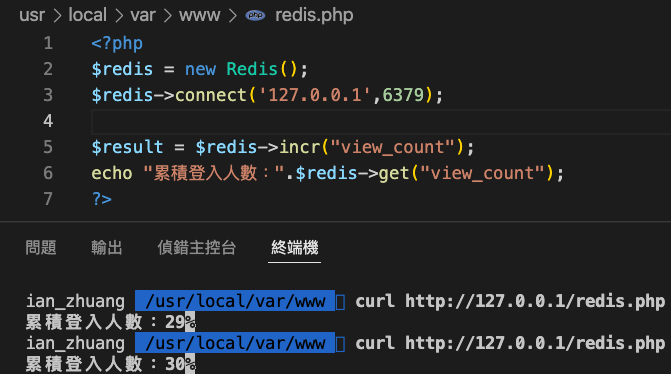 usr > local > var > www > php redis.php
1 <?php
2 $redis = new Redis();
3 $redis->connect('127.0.0.1',6379);
4
5 $result = $redis->incr("view_count");
6 echo "累積登入人數：".$redis->get("view_count");
7 ?>
問題 輸出 偵錯主控台 終端機
ian_zhuang /usr/local/var/www curl http://127.0.0.1/redis.php
累積登入人數：29%
ian_zhuang /usr/local/var/www curl http://127.0.0.1/redis.php
累積登入人數：30%